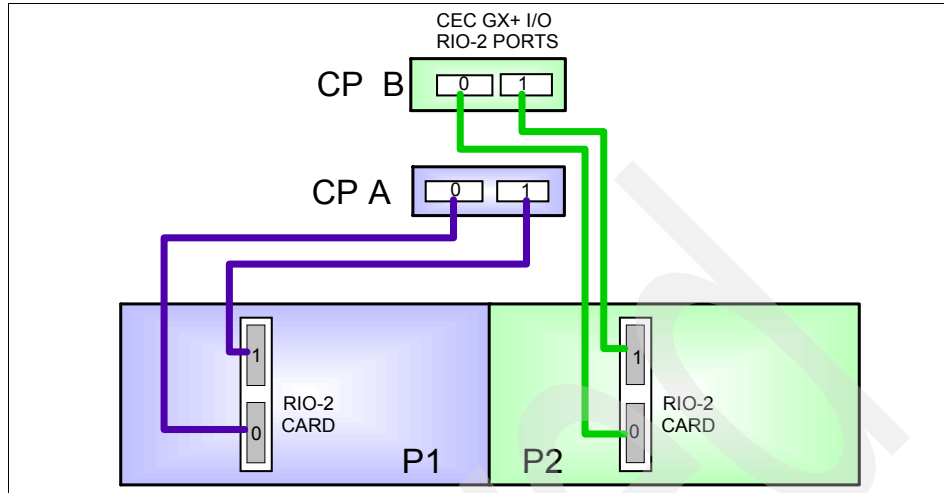 CEC GX+ I/O
RIO-2 PORTS
CP B
0 1
CP A
0 1
1
RIO-2
CARD
0
P1
1
RIO-2
CARD
0
P2